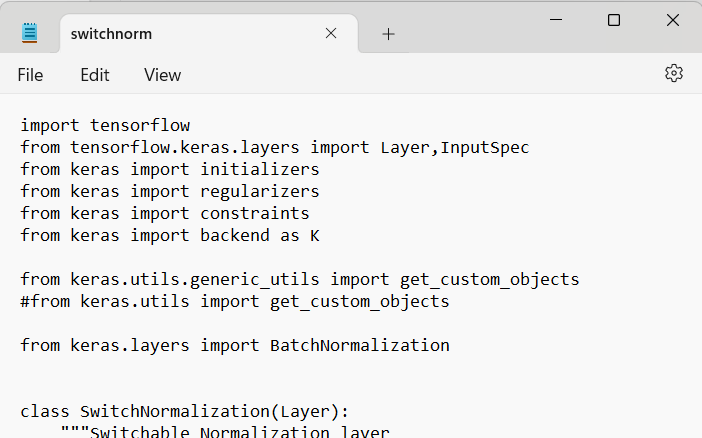 switchnorm
File Edit View
import tensorflow
from tensorflow.keras.layers import Layer,InputSpec
from keras import initializers
from keras import regularizers
from keras import constraints
from keras import backend as K
from keras.utils.generic_utils import get_custom_objects
#from keras.utils import get_custom_objects
from keras.layers import BatchNormalization
class SwitchNormalization(Layer):
"""Switchable Normalization layer